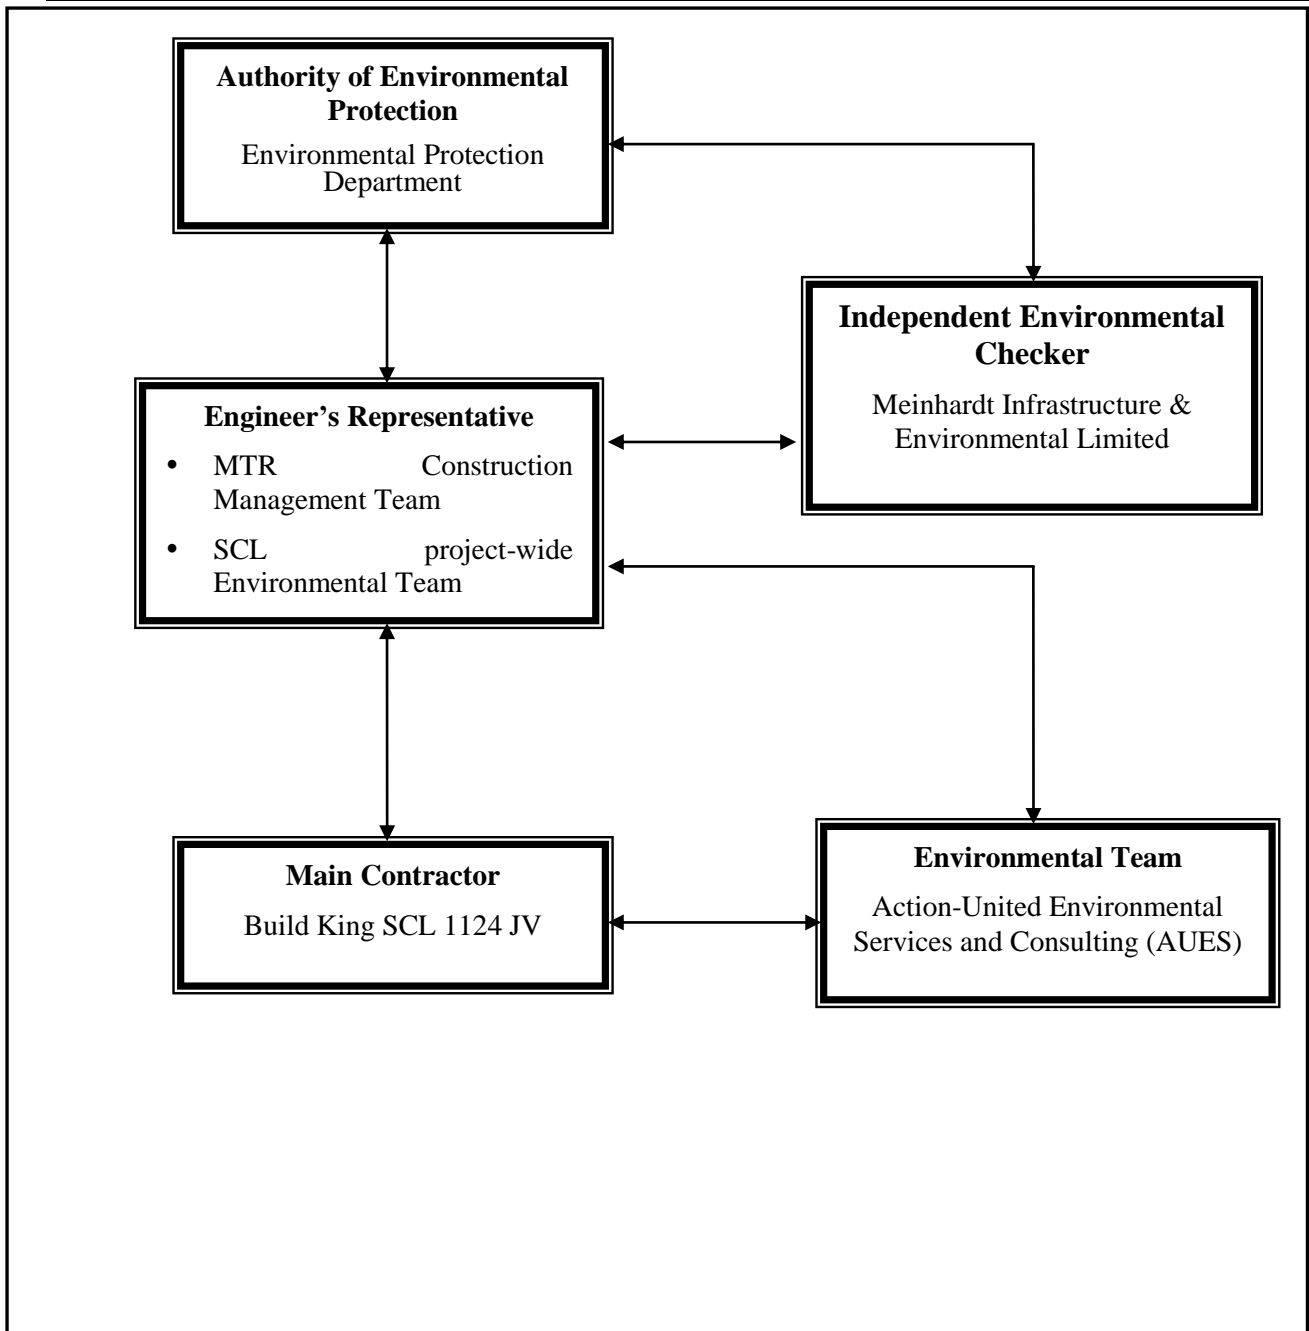 Authority of Environmental
Protection
Environmental Protection
Department
Independent Environmental
Checker
Meinhardt Infrastructure &
Environmental Limited
Engineer’s Representative
• MTR Construction
Management Team
• SCL project-wide
Environmental Team
Main Contractor
Build King SCL 1124 JV
Environmental Team
Action-United Environmental
Services and Consulting (AUES)